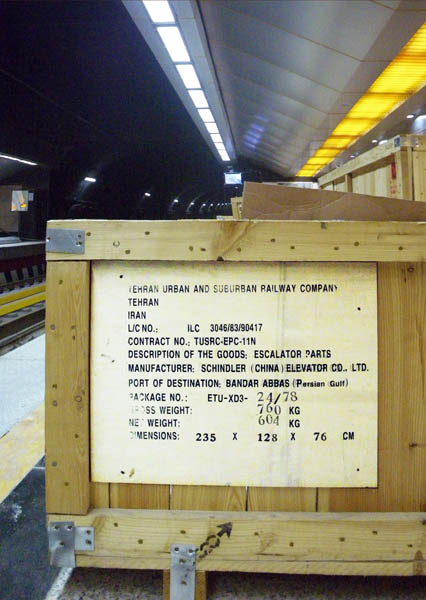 TEHRAN URBAN AND SUBURBAN RAILWAY COMPANY
TEHRAN
IRAN
L/C NO.: ILC 3046/83/90417
CONTRACT NO.: TUSRC-EPC-11N
DESCRIPTION OF THE GOODS: ESCALATOR PARTS
MANUFACTURER: SCHINDLER (CHINA) ELEVATOR CO., LTD.
PORT OF DESTINATION: BANDAR ABBAS (Persian Gulf)
PACKAGE NO.: ETU-XD3- 24/78
GROSS WEIGHT: 760 KG
NET WEIGHT: 604 KG
DIMENSIONS: 235 X 128 X 76 CM